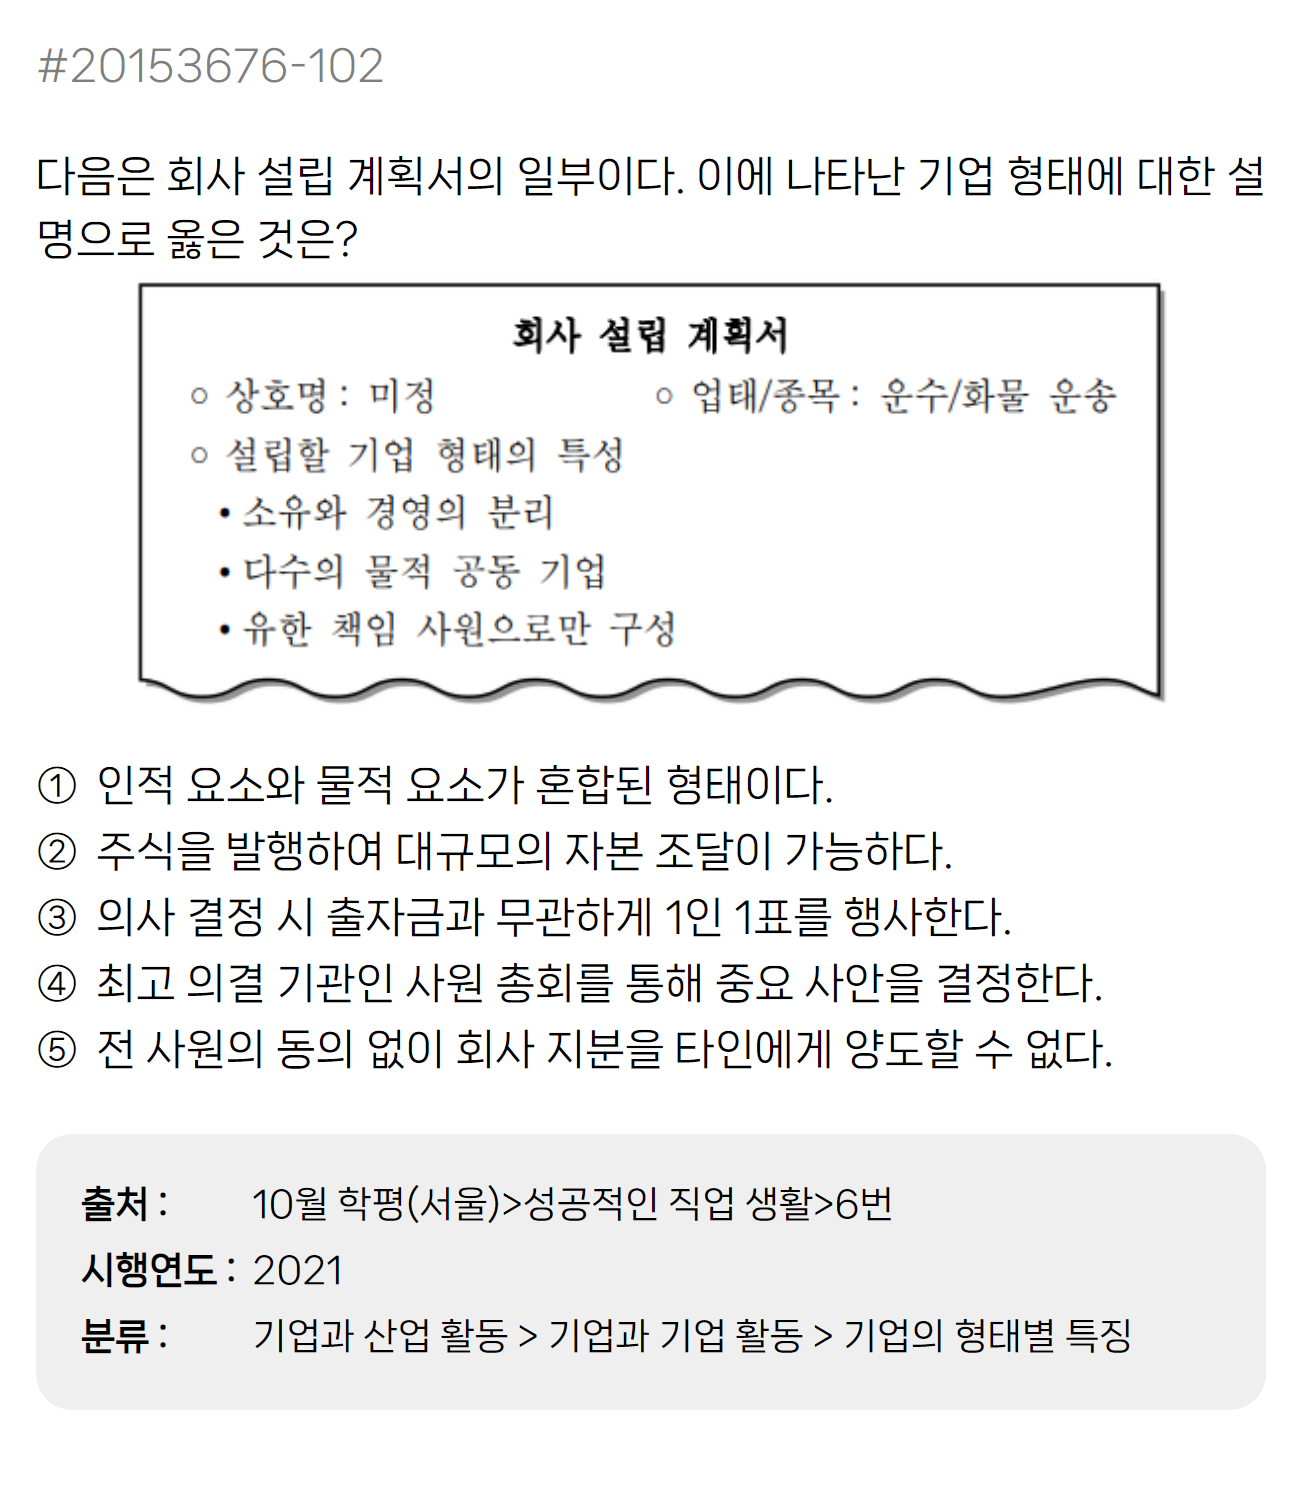 #20153676-102
다음은 회사 설립 계획서의 일부이다. 이에 나타난 기업 형태에 대한 설
명으로 옳은 것은?
회사 설립 계획서
○ 상호명 : 미정 ○ 업태/종목 : 운수/화물 운송
○ 설립할 기업 형태의 특성
• 소유와 경영의 분리
• 다수의 물적 공동 기업
• 유한 책임 사원으로만 구성
① 인적 요소와 물적 요소가 혼합된 형태이다.
② 주식을 발행하여 대규모의 자본 조달이 가능하다.
③ 의사 결정 시 출자금과 무관하게 1인 1표를 행사한다.
④ 최고 의결 기관인 사원 총회를 통해 중요 사안을 결정한다.
⑤ 전 사원의 동의 없이 회사 지분을 타인에게 양도할 수 없다.
출처 : 10월 학평(서울)>성공적인 직업 생활>6번
시행연도 : 2021
분류 : 기업과 산업 활동 > 기업과 기업 활동 > 기업의 형태별 특징